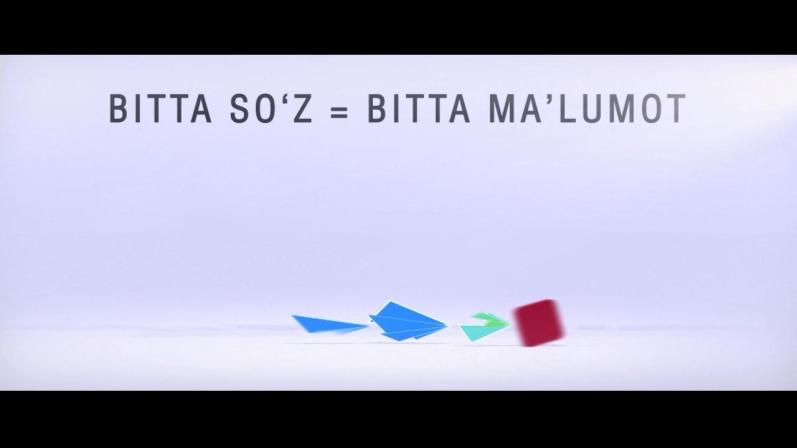 BITTA SO‘Z = BITTA MA’LUMOT